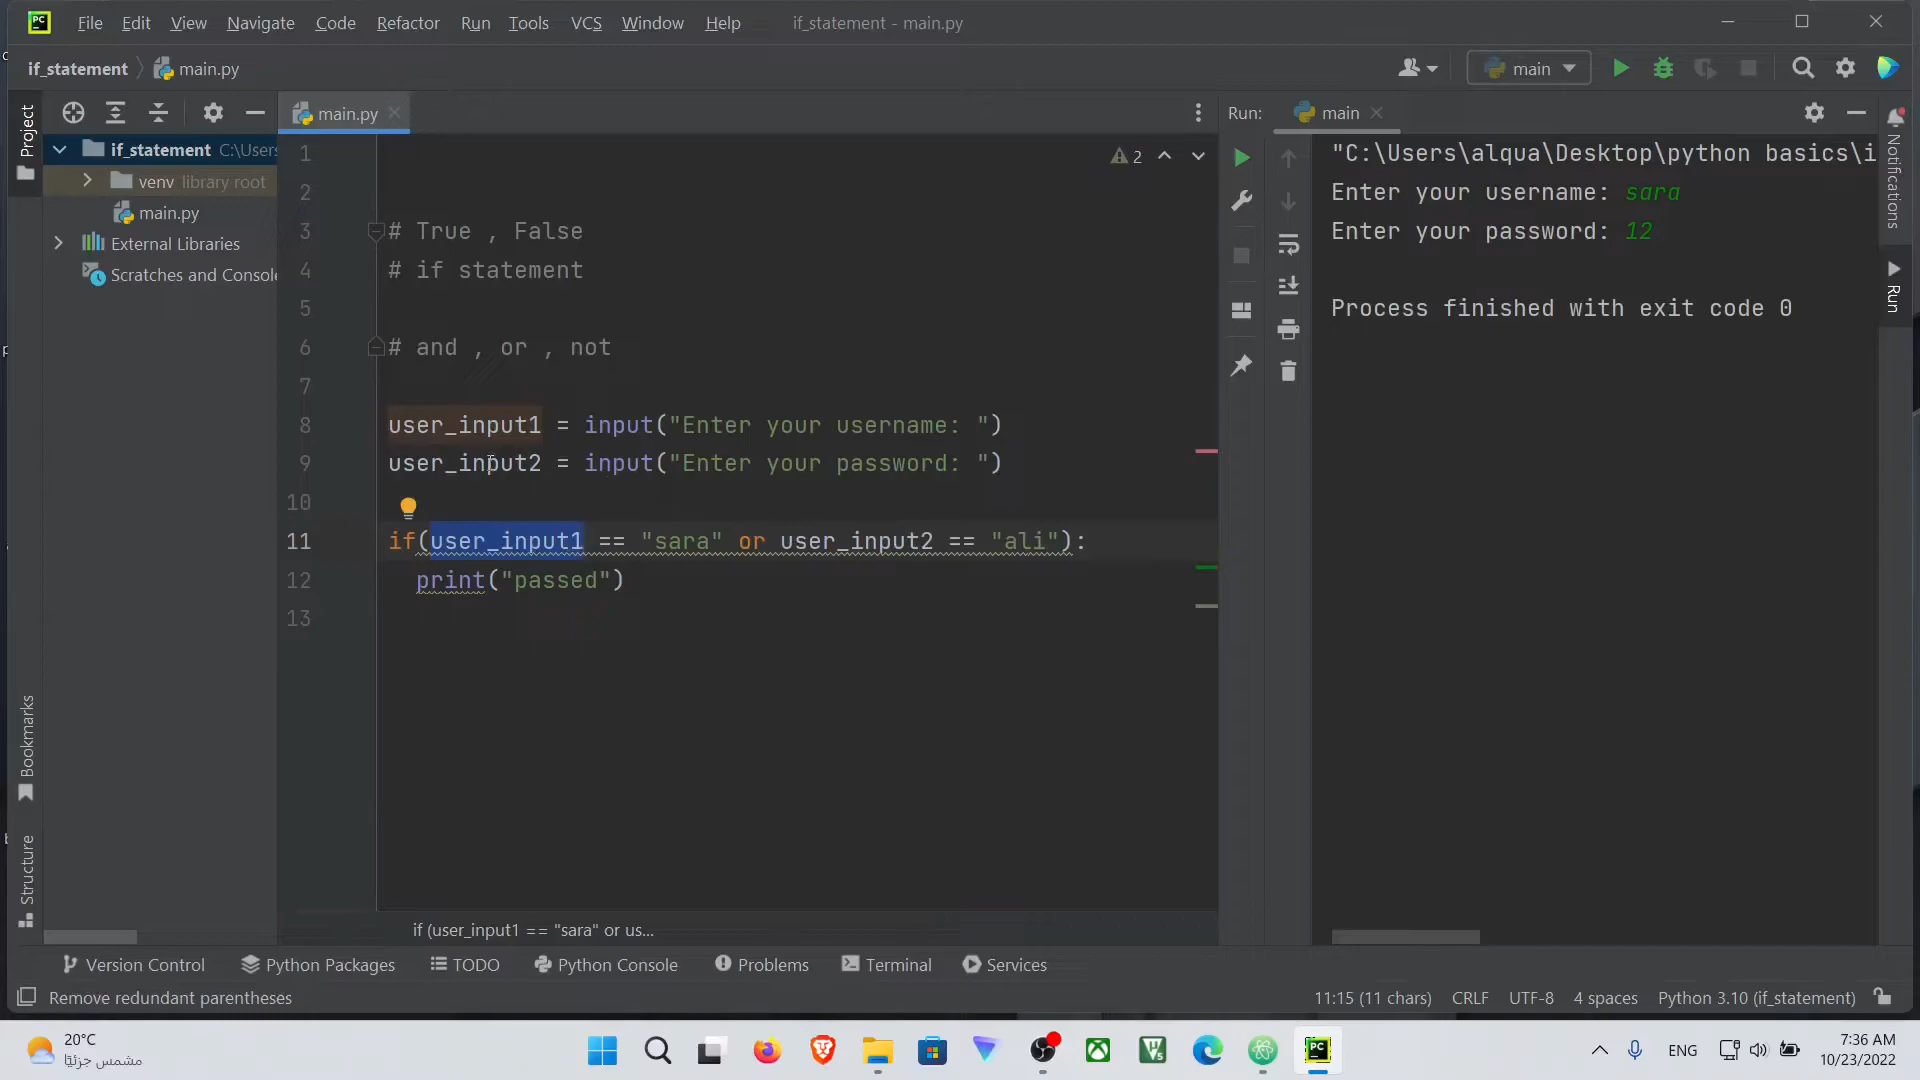 File Edit View Navigate Code Refactor Run Tools VCS Window Help if_statement - main.py
if_statement main.py
main
Project
main.py
Run: main
if_statement C:\Users
venv library root
main.py
External Libraries
Scratches and Console
1
2
3 # True , False
4 # if statement
5
6 # and , or , not
7
8 user_input1 = input("Enter your username: ")
9 user_input2 = input("Enter your password: ")
10
11 if(user_input1 == "sara" or user_input2 == "ali"):
12 print("passed")
13
2
"C:\Users\alqua\Desktop\python basics\i
Enter your username: sara
Enter your password: 12
Process finished with exit code 0
Notifications
Run
Bookmarks
Structure
if (user_input1 == "sara" or us...
Version Control Python Packages TODO Python Console Problems Terminal Services
Remove redundant parentheses 11:15 (11 chars) CRLF UTF-8 4 spaces Python 3.10 (if_statement)
20°C
مشمس جزئيًا
ENG
7:36 AM
10/23/2022